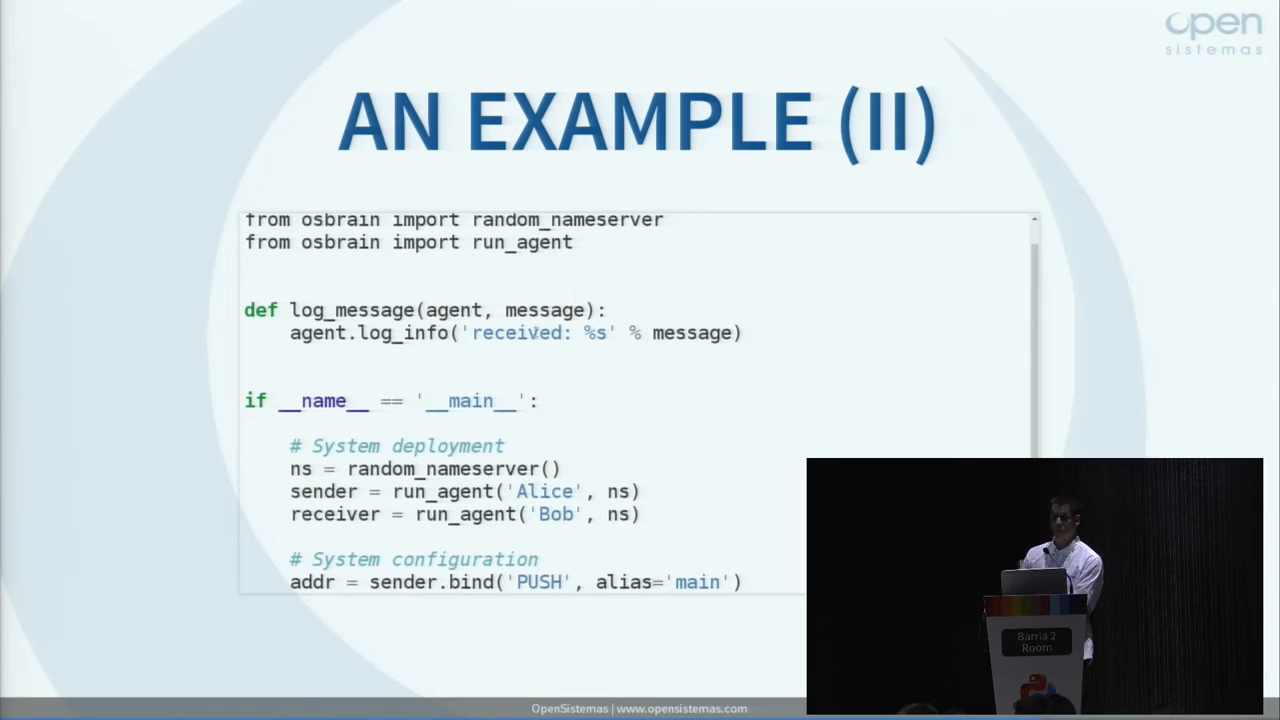 open
sistemas
AN EXAMPLE (II)
from osbrain import random_nameserver
from osbrain import run_agent
def log_message(agent, message):
    agent.log_info('received: %s' % message)
if __name__ == '__main__':
    # System deployment
    ns = random_nameserver()
    sender = run_agent('Alice', ns)
    receiver = run_agent('Bob', ns)
    # System configuration
    addr = sender.bind('PUSH', alias='main')
Barria 2
Room
OpenSistemas | www.opensistemas.com